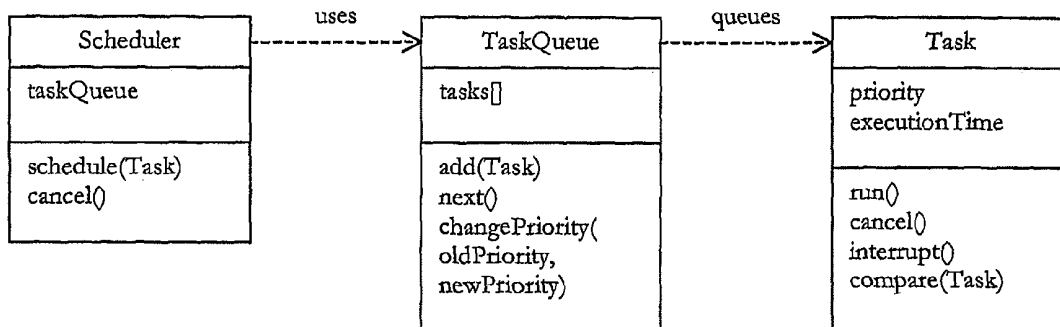 uses
queues
Scheduler
taskQueue
schedule(Task)
cancel()
TaskQueue
tasks[]
add(Task)
next()
changePriority(
oldPriority,
newPriority)
Task
priority
executionTime
run()
cancel()
interrupt()
compare(Task)